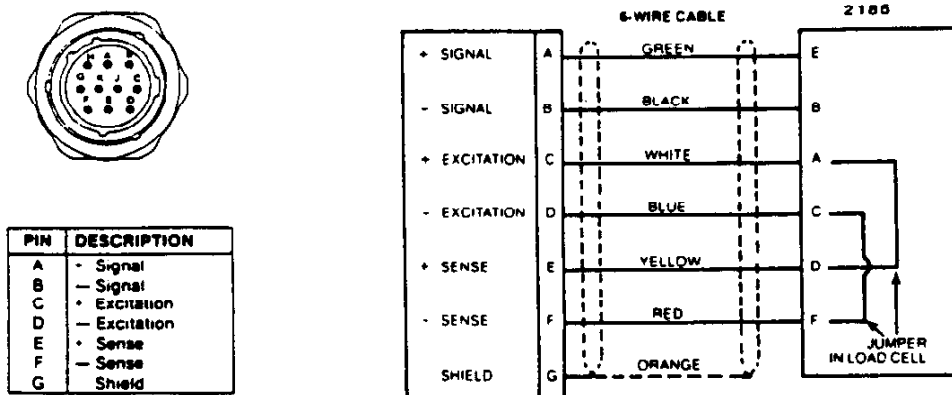 6-WIRE CABLE
2186
H A B
G K J C
F E D
+ SIGNAL A GREEN E
- SIGNAL B BLACK B
+ EXCITATION C WHITE A
- EXCITATION D BLUE C
+ SENSE E YELLOW D
- SENSE F RED F
JUMPER
IN LOAD CELL
SHIELD G ORANGE
PIN DESCRIPTION
A - Signal
B — Signal
C + Excitation
D — Excitation
E + Sense
F — Sense
G Shield